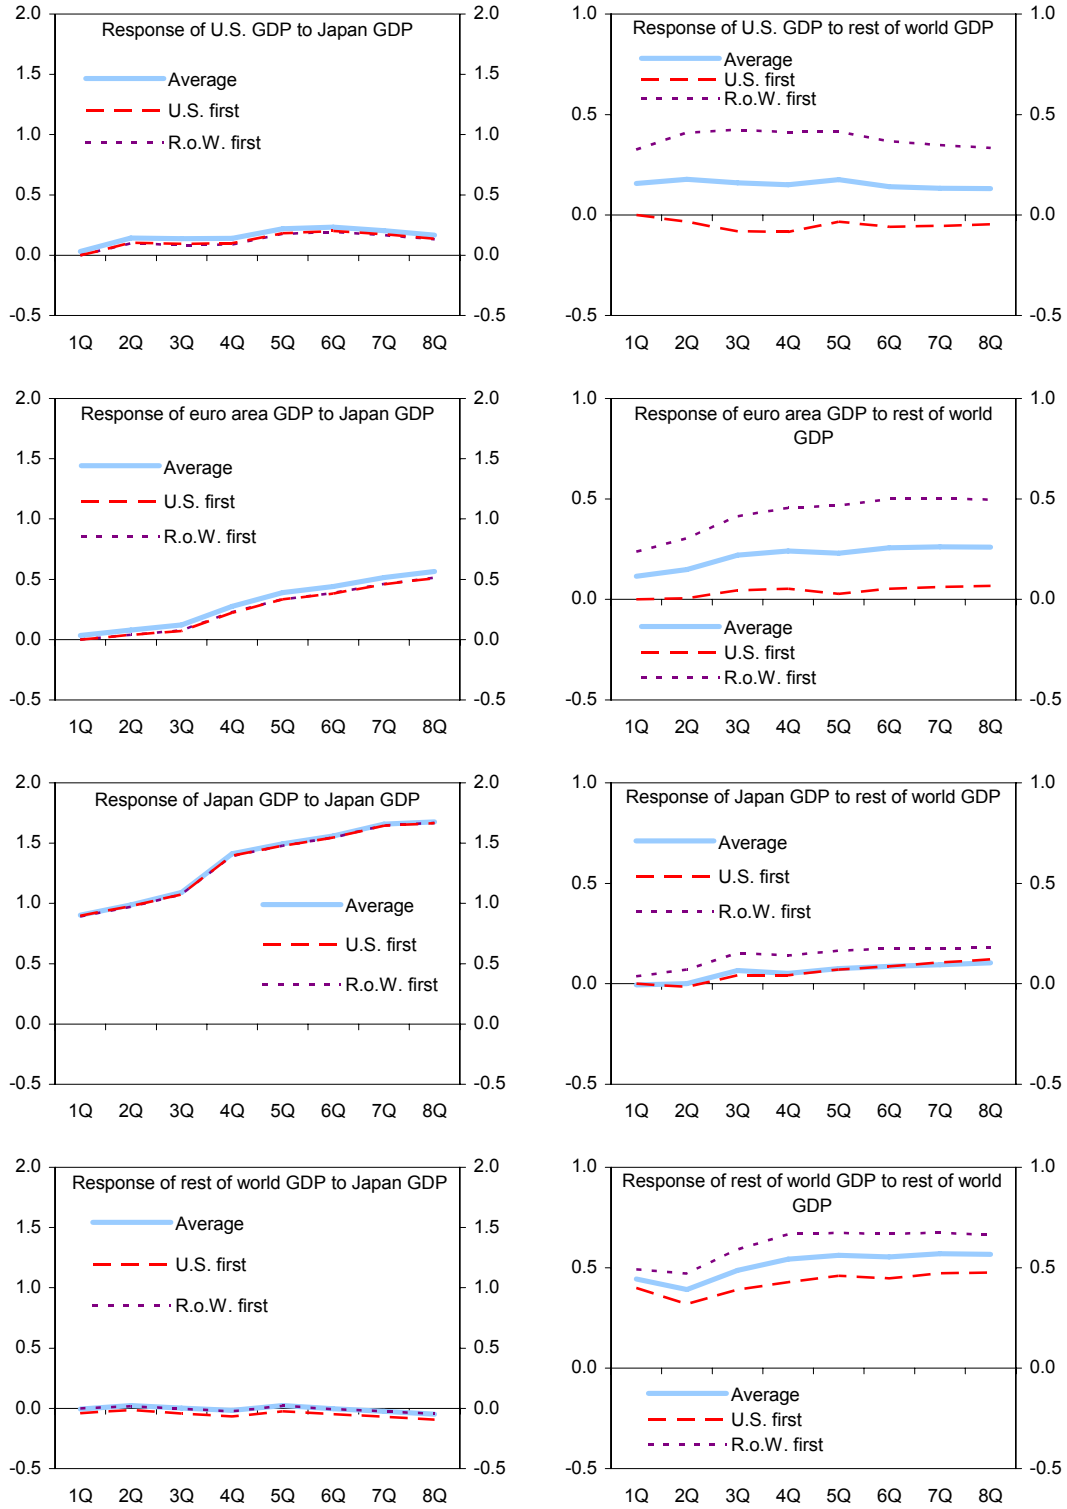 2.0 2.0
Response of U.S. GDP to Japan GDP
1.5 1.5
Average
U.S. first
1.0 1.0
R.o.W. first
0.5 0.5
0.0 0.0
-0.5 -0.5
1Q 2Q 3Q 4Q 5Q 6Q 7Q 8Q
1.0 1.0
Response of U.S. GDP to rest of world GDP
Average
U.S. first
R.o.W. first
0.5 0.5
0.0 0.0
-0.5 -0.5
1Q 2Q 3Q 4Q 5Q 6Q 7Q 8Q
2.0 2.0
Response of euro area GDP to Japan GDP
1.5 1.5
Average
U.S. first
1.0 1.0
R.o.W. first
0.5 0.5
0.0 0.0
-0.5 -0.5
1Q 2Q 3Q 4Q 5Q 6Q 7Q 8Q
1.0 1.0
Response of euro area GDP to rest of world
GDP
0.5 0.5
0.0 0.0
Average
U.S. first
R.o.W. first
-0.5 -0.5
1Q 2Q 3Q 4Q 5Q 6Q 7Q 8Q
2.0 2.0
Response of Japan GDP to Japan GDP
1.5 1.5
1.0 1.0
Average
U.S. first
0.5 0.5
R.o.W. first
0.0 0.0
-0.5 -0.5
1Q 2Q 3Q 4Q 5Q 6Q 7Q 8Q
1.0 1.0
Response of Japan GDP to rest of world GDP
Average
U.S. first
0.5 0.5
R.o.W. first
0.0 0.0
-0.5 -0.5
1Q 2Q 3Q 4Q 5Q 6Q 7Q 8Q
2.0 2.0
Response of rest of world GDP to Japan GDP
1.5 1.5
Average
U.S. first
1.0 1.0
R.o.W. first
0.5 0.5
0.0 0.0
-0.5 -0.5
1Q 2Q 3Q 4Q 5Q 6Q 7Q 8Q
1.0 1.0
Response of rest of world GDP to rest of world
GDP
0.5 0.5
0.0 0.0
Average
U.S. first
R.o.W. first
-0.5 -0.5
1Q 2Q 3Q 4Q 5Q 6Q 7Q 8Q